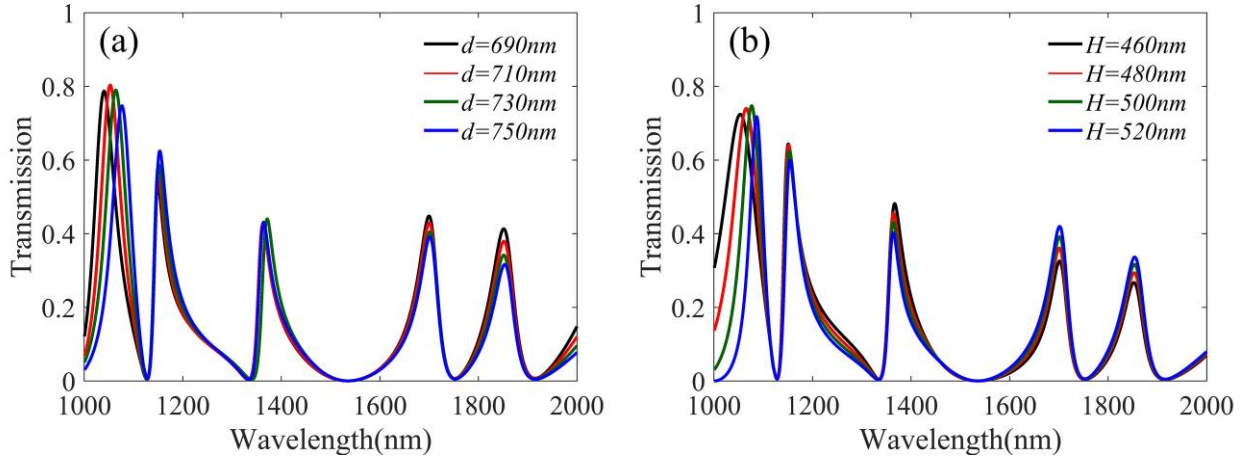 (a)
d=690nm
d=710nm
d=730nm
d=750nm
Transmission
1
0.8
0.6
0.4
0.2
0
1000 1200 1400 1600 1800 2000
Wavelength(nm)
(b)
H=460nm
H=480nm
H=500nm
H=520nm
Transmission
1
0.8
0.6
0.4
0.2
0
1000 1200 1400 1600 1800 2000
Wavelength(nm)